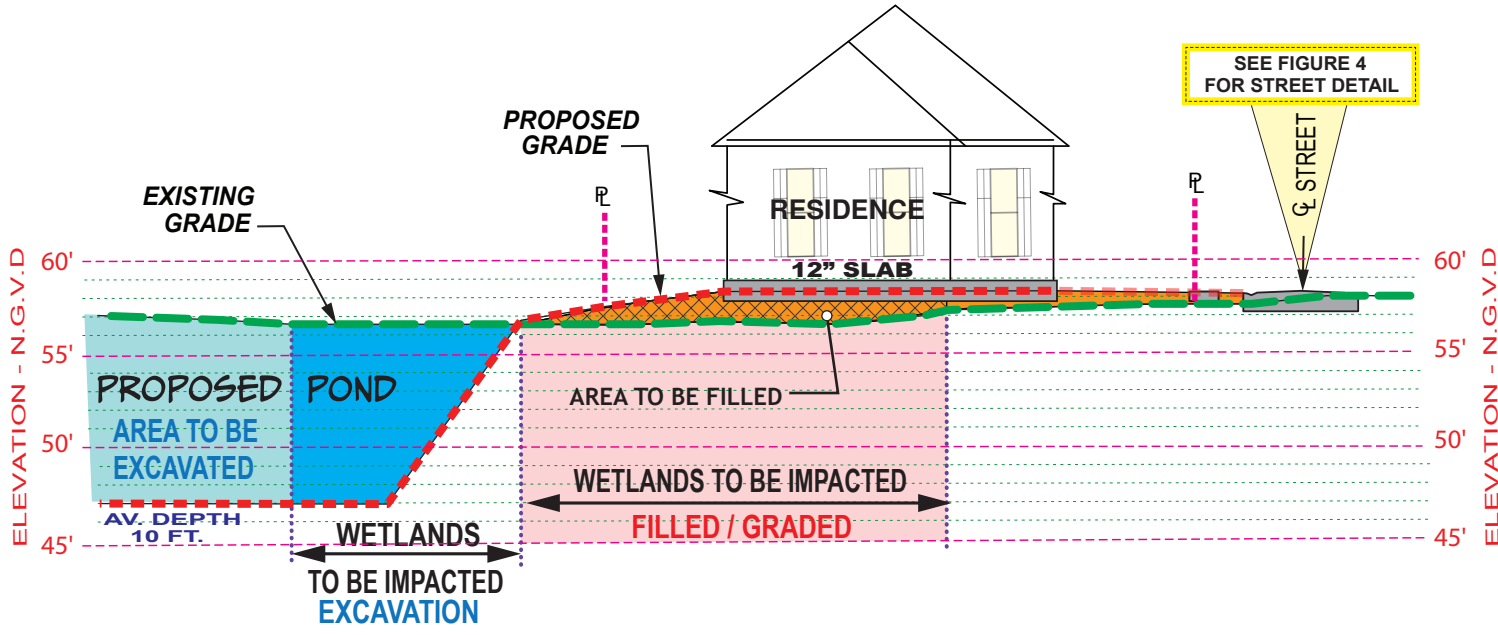 SEE FIGURE 4
FOR STREET DETAIL
PROPOSED
GRADE
℄ STREET
EXISTING
GRADE
℄
℄
RESIDENCE
12” SLAB
ELEVATION - N.G.V.D
60'
55'
50'
45'
60'
55'
50'
45'
ELEVATION - N.G.V.D
PROPOSED POND
AREA TO BE FILLED
AREA TO BE
EXCAVATED
WETLANDS TO BE IMPACTED
FILLED / GRADED
AV. DEPTH
10 FT.
WETLANDS
TO BE IMPACTED
EXCAVATION